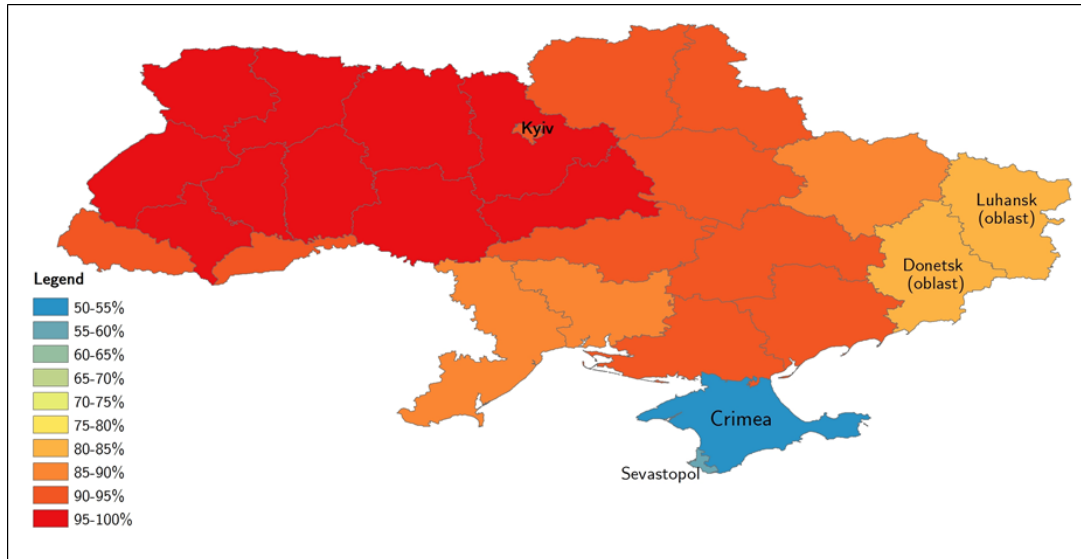 Kyiv
Luhansk
(oblast)
Donetsk
(oblast)
Legend
50-55%
55-60%
60-65%
65-70%
70-75%
75-80%
80-85%
85-90%
90-95%
95-100%
Crimea
Sevastopol